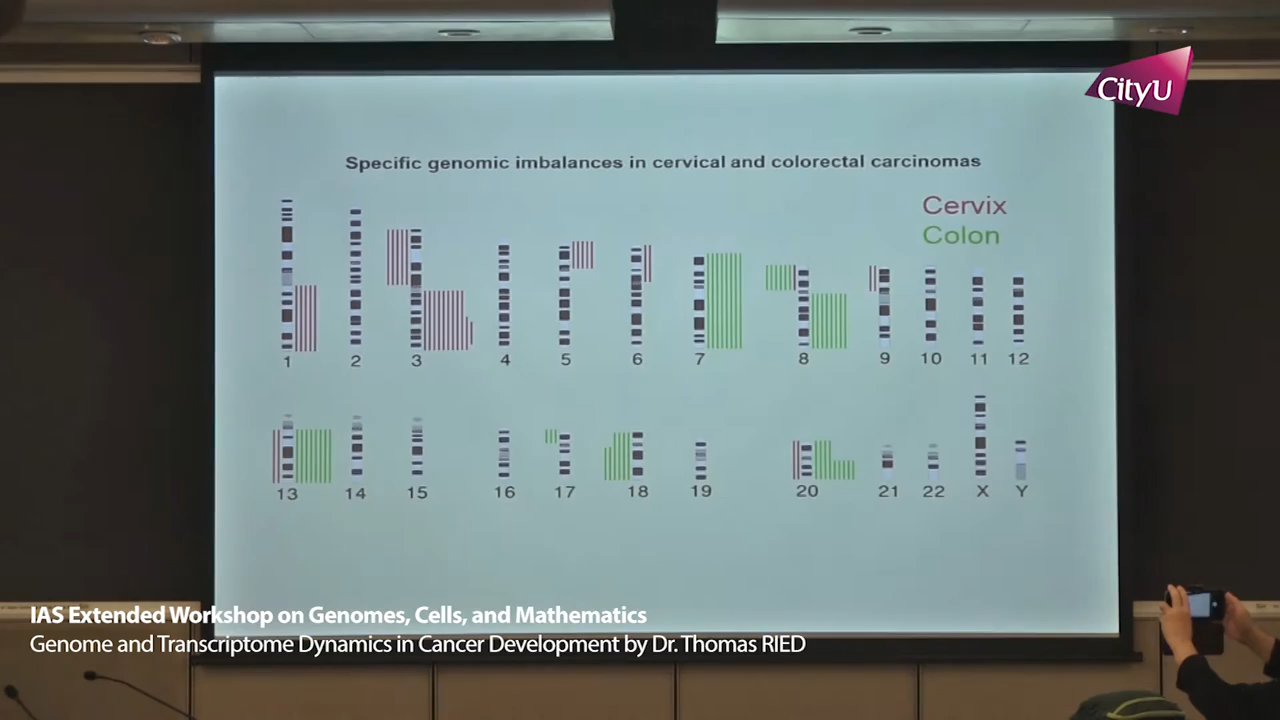 CityU
Specific genomic imbalances in cervical and colorectal carcinomas
Cervix
Colon
1 2 3 4 5 6 7 8 9 10 11 12
13 14 15 16 17 18 19 20 21 22 X Y
IAS Extended Workshop on Genomes, Cells, and Mathematics
Genome and Transcriptome Dynamics in Cancer Development by Dr. Thomas RIED